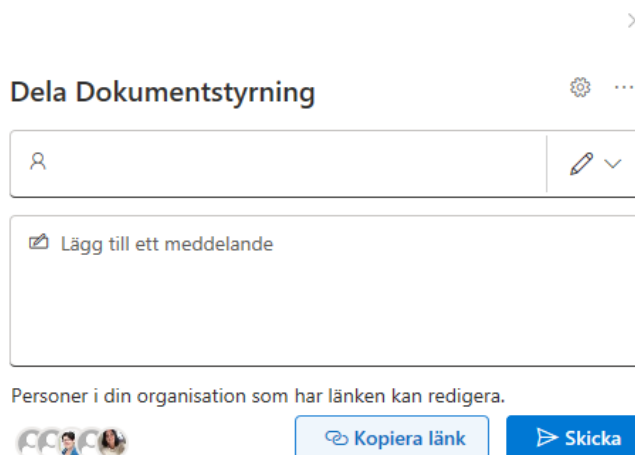 Dela Dokumentstyrning
Lägg till ett meddelande
Personer i din organisation som har länken kan redigera.
Kopiera länk
Skicka